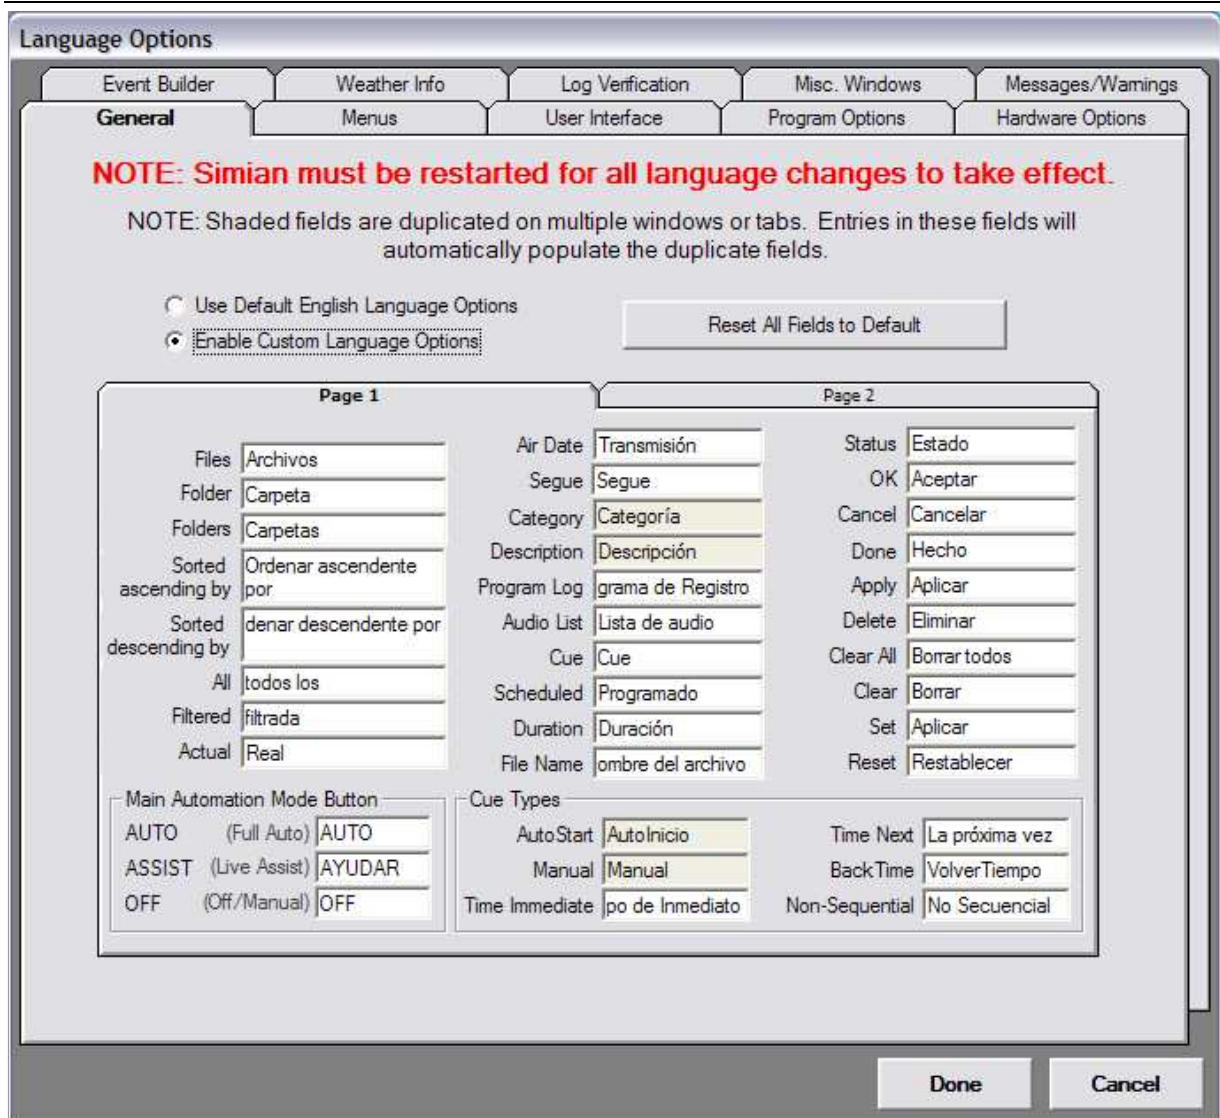 Language Options
Event Builder Weather Info Log Verification Misc. Windows Messages/Warnings
General Menus User Interface Program Options Hardware Options
NOTE: Simian must be restarted for all language changes to take effect.
NOTE: Shaded fields are duplicated on multiple windows or tabs. Entries in these fields will
automatically populate the duplicate fields.
Use Default English Language Options
Enable Custom Language Options
Reset All Fields to Default
Page 1 Page 2
Files Archivos
Folder Carpeta
Folders Carpetas
Sorted ascending by Ordenar ascendente por
Sorted descending by denar descendente por
All todos los
Filtered filtrada
Actual Real
Air Date Transmisión
Segue Segue
Category Categoría
Description Descripción
Program Log grama de Registro
Audio List Lista de audio
Cue Cue
Scheduled Programado
Duration Duración
File Name ombre del archivo
Status Estado
OK Aceptar
Cancel Cancelar
Done Hecho
Apply Aplicar
Delete Eliminar
Clear All Borrar todos
Clear Borrar
Set Aplicar
Reset Restablecer
Main Automation Mode Button
AUTO (Full Auto) AUTO
ASSIST (Live Assist) AYUDAR
OFF (Off/Manual) OFF
Cue Types
AutoStart AutoInicio
Manual Manual
Time Immediate po de Inmediato
Time Next La próxima vez
BackTime VolverTiempo
Non-Sequential No Secuencial
Done Cancel